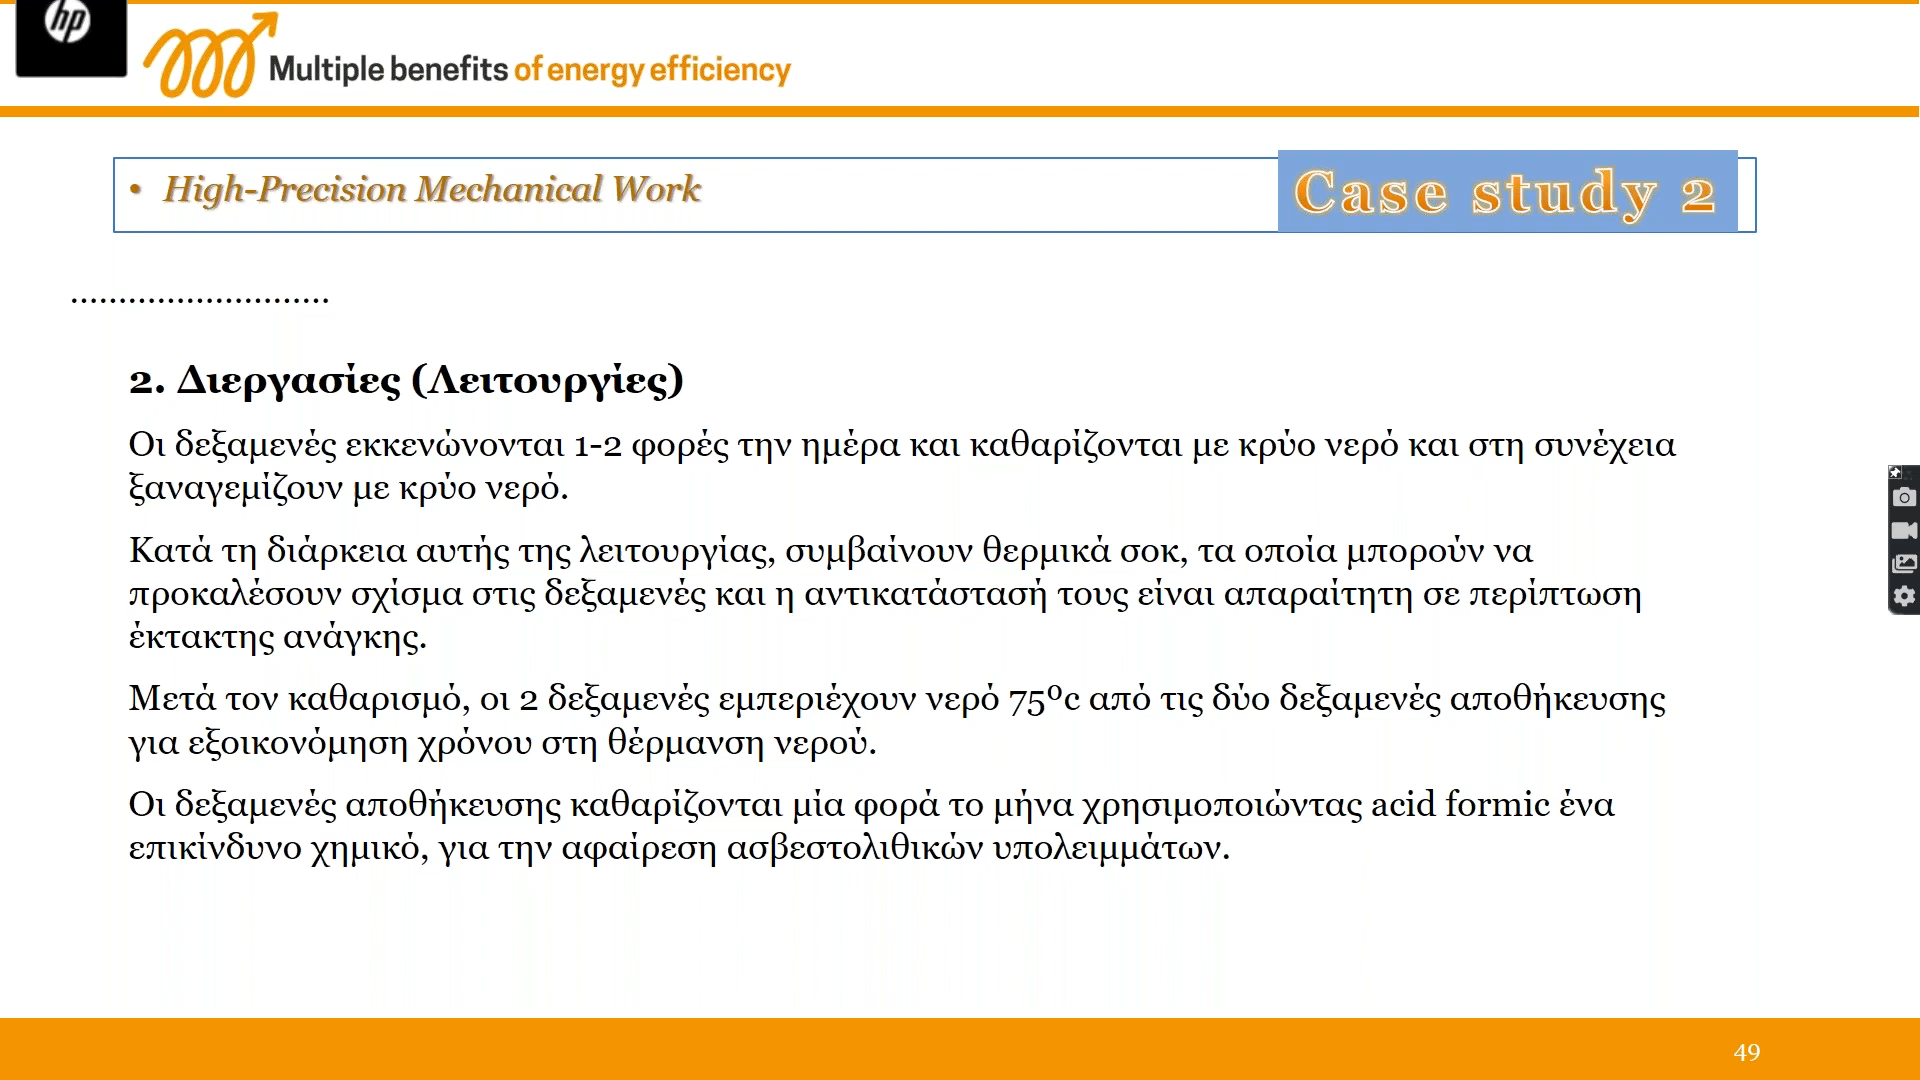 hp
Multiple benefits of energy efficiency
• High-Precision Mechanical Work
Case study 2
...........................
2. Διεργασίες (Λειτουργίες)
Οι δεξαμενές εκκενώνονται 1-2 φορές την ημέρα και καθαρίζονται με κρύο νερό και στη συνέχεια
ξαναγεμίζουν με κρύο νερό.
Κατά τη διάρκεια αυτής της λειτουργίας, συμβαίνουν θερμικά σοκ, τα οποία μπορούν να
προκαλέσουν σχίσμα στις δεξαμενές και η αντικατάστασή τους είναι απαραίτητη σε περίπτωση
έκτακτης ανάγκης.
Μετά τον καθαρισμό, οι 2 δεξαμενές εμπεριέχουν νερό 75⁰c από τις δύο δεξαμενές αποθήκευσης
για εξοικονόμηση χρόνου στη θέρμανση νερού.
Οι δεξαμενές αποθήκευσης καθαρίζονται μία φορά το μήνα χρησιμοποιώντας acid formic ένα
επικίνδυνο χημικό, για την αφαίρεση ασβεστολιθικών υπολειμμάτων.
49